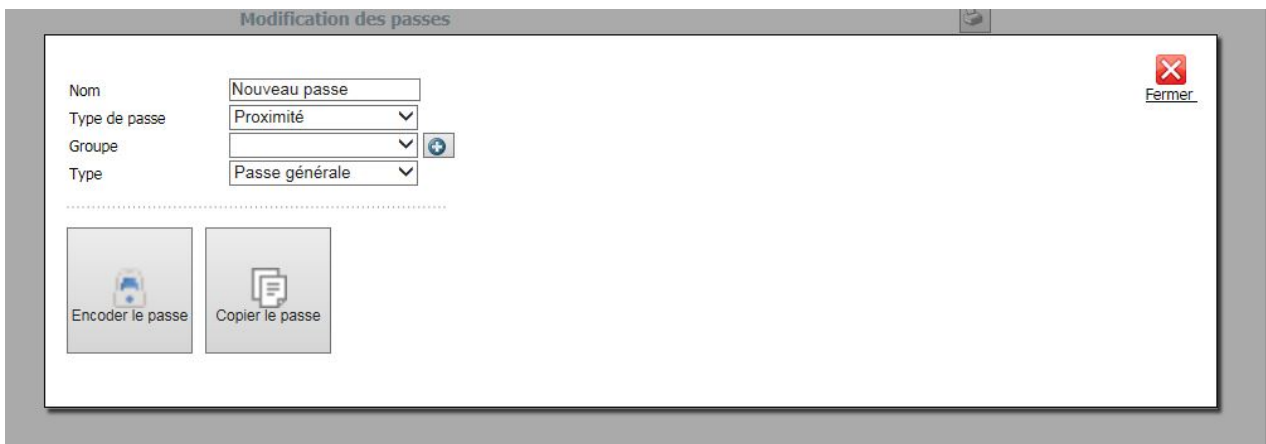 Modification des passes
Fermer
Nom Nouveau passe
Type de passe Proximité
Groupe
Type Passe générale
Encoder le passe Copier le passe